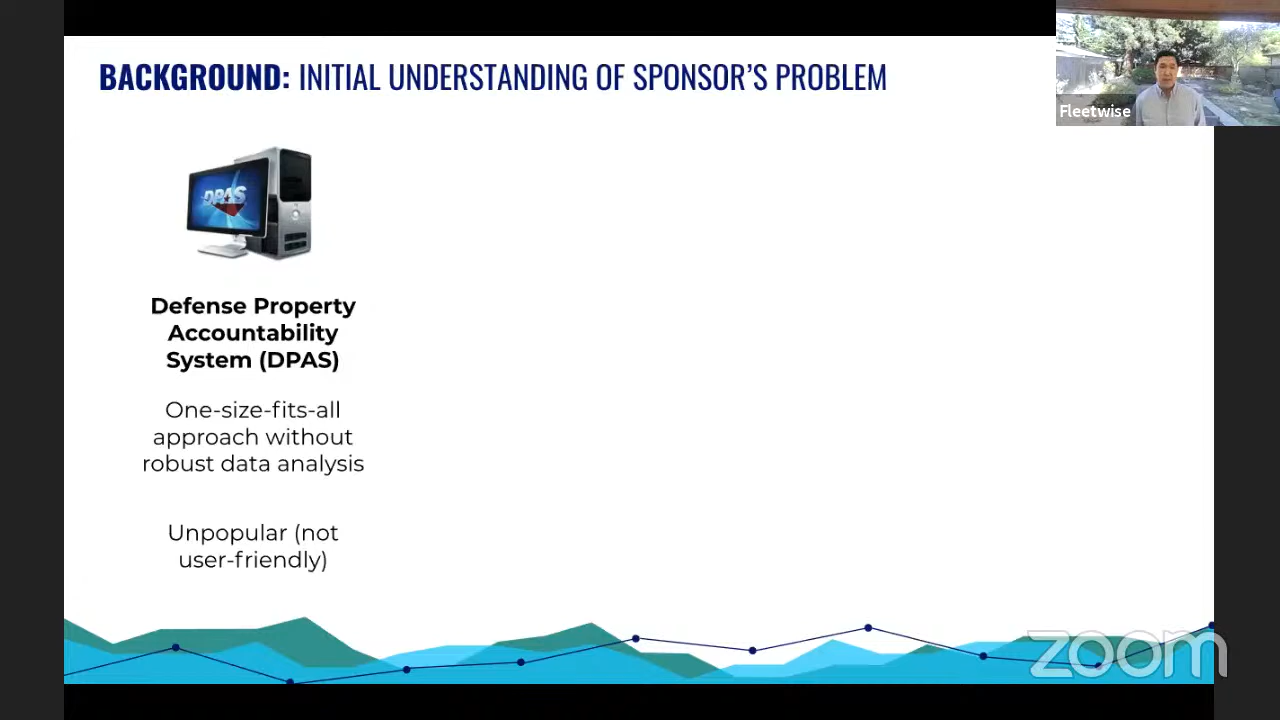 BACKGROUND: INITIAL UNDERSTANDING OF SPONSOR'S PROBLEM
Fleetwise
DPAS
Defense Property
Accountability
System (DPAS)
One-size-fits-all
approach without
robust data analysis
Unpopular (not
user-friendly)
zoom